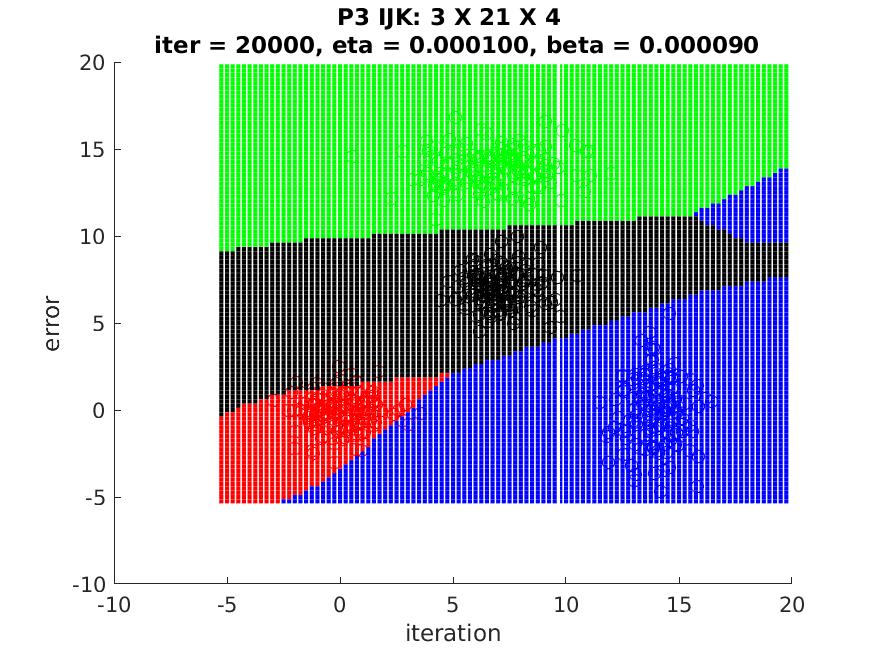 P3 IJK: 3 X 21 X 4
iter = 20000, eta = 0.000100, beta = 0.000090
20
15
10
5
0
-5
-10
error
-10 -5 0 5 10 15 20
iteration